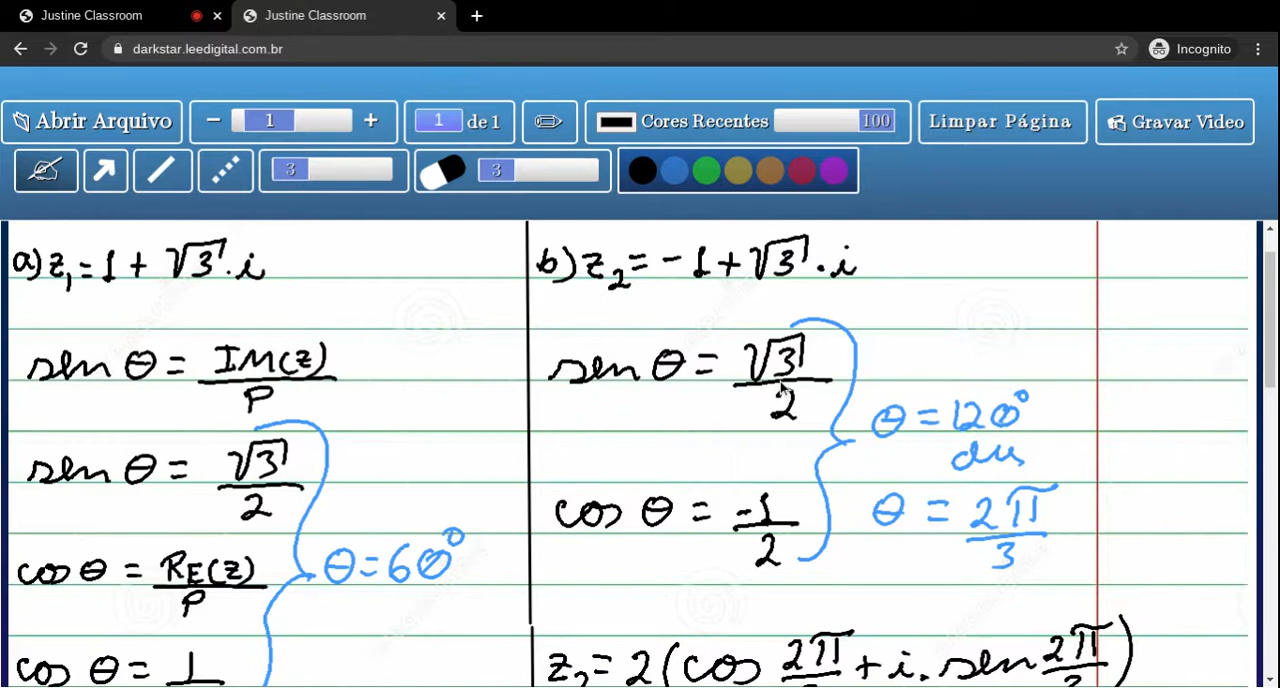 Justine Classroom
Justine Classroom
darkstar.leedigital.com.br
Incognito
Abrir Arquivo
− 1 +
1 de 1
Cores Recentes 100
Limpar Página
Gravar Video
3
3
a) z₁ = 1 + √3 . i
sen θ = IM(z)/P
sen θ = √3/2
cos θ = RE(z)/P
θ = 60°
cos θ = 1
b) z₂ = -1 + √3 . i
sen θ = √3/2
θ = 120°
ou
cos θ = -1/2
θ = 2π/3
z₂ = 2 (cos 2π/3 + i. sen 2π/3)